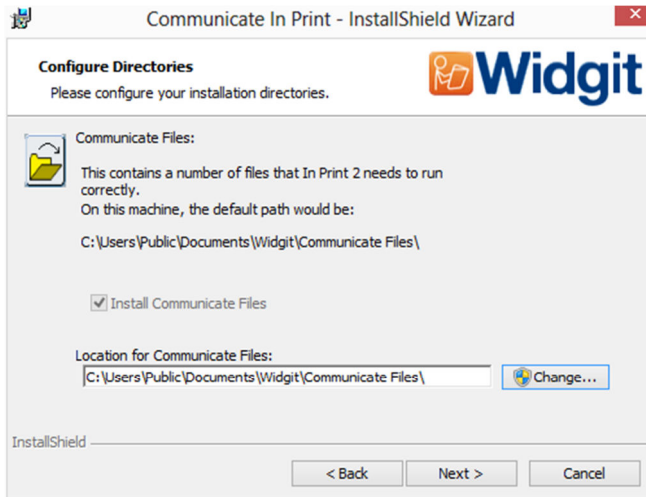 Communicate In Print - InstallShield Wizard
Configure Directories
Please configure your installation directories.
Widgit
Communicate Files:
This contains a number of files that In Print 2 needs to run
correctly.
On this machine, the default path would be:
C:\Users\Public\Documents\Widgit\Communicate Files\
Install Communicate Files
Location for Communicate Files:
C:\Users\Public\Documents\Widgit\Communicate Files\ Change...
InstallShield
< Back Next > Cancel